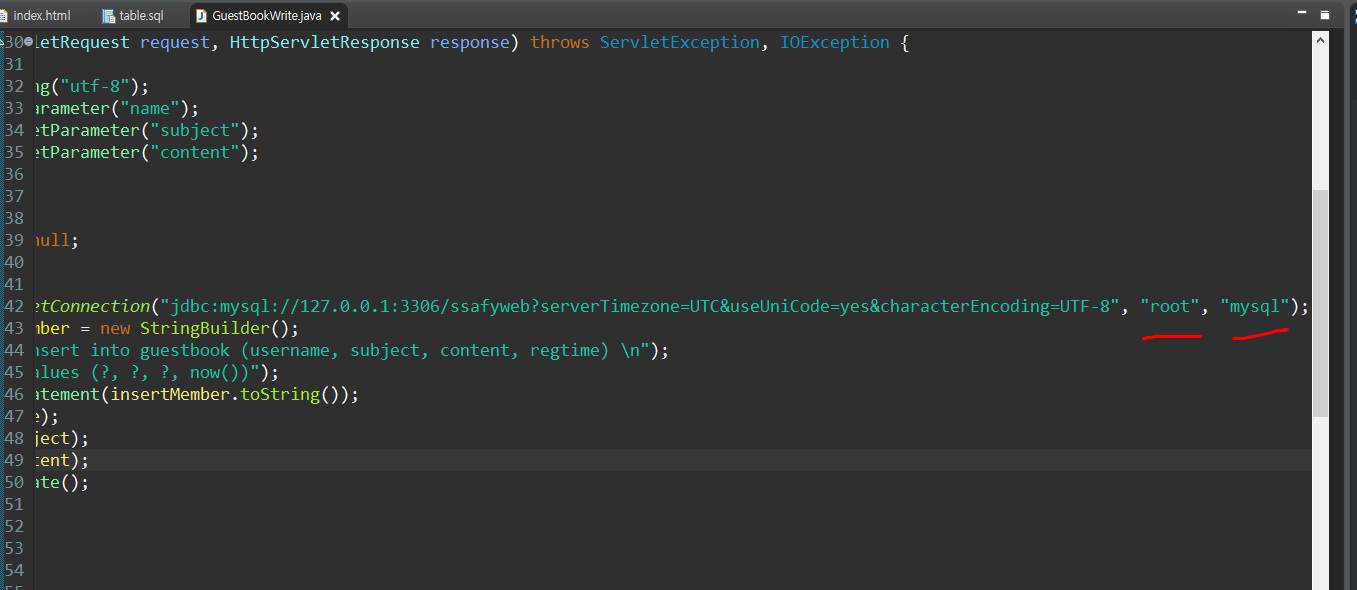 index.html table.sql GuestBookWrite.java
30 letRequest request, HttpServletResponse response) throws ServletException, IOException {
31
32 ng("utf-8");
33 arameter("name");
34 etParameter("subject");
35 etParameter("content");
36
37
38
39 null;
40
41
42 etConnection("jdbc:mysql://127.0.0.1:3306/ssafyweb?serverTimezone=UTC&useUniCode=yes&characterEncoding=UTF-8", "root", "mysql");
43 mber = new StringBuilder();
44 nsert into guestbook (username, subject, content, regtime) \n");
45 alues (?, ?, ?, now())");
46 atement(insertMember.toString());
47 e);
48 ject);
49 tent);
50 ate();
51
52
53
54